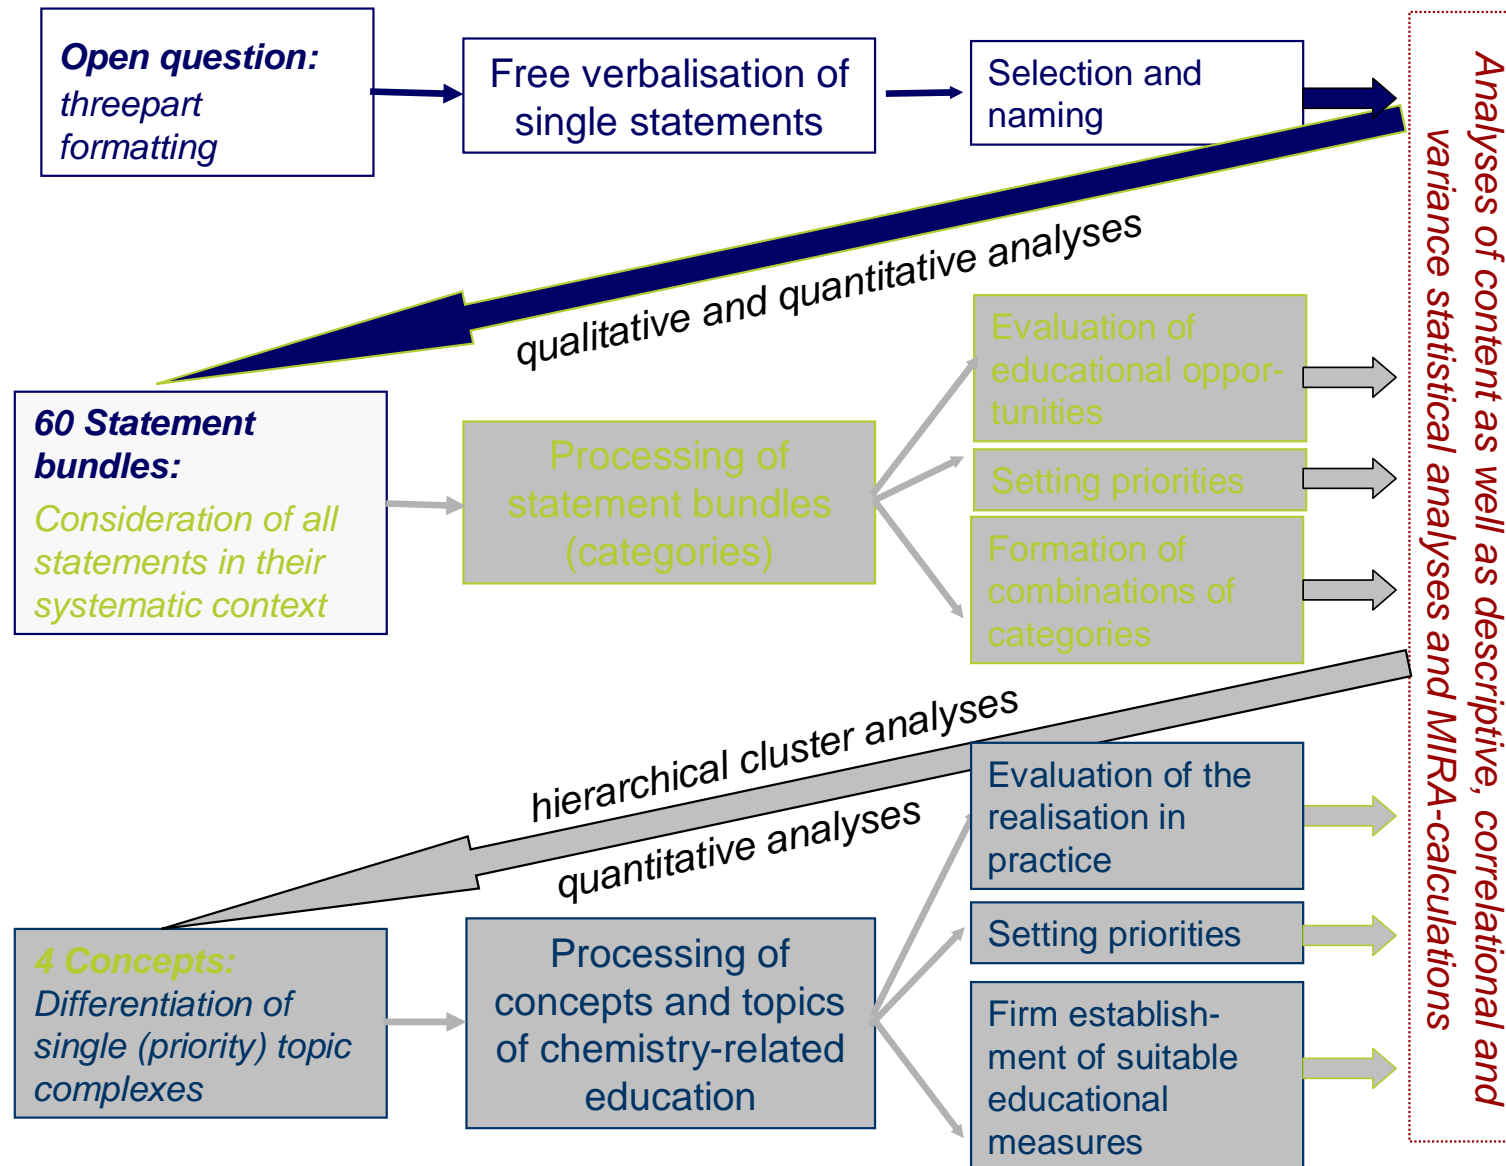 Open question:
threepart
formatting
Free verbalisation of
single statements
Selection and
naming
qualitative and quantitative analyses
60 Statement
bundles:
Consideration of all
statements in their
systematic context
Processing of
statement bundles
(categories)
Evaluation of
educational oppor-
tunities
Setting priorities
Formation of
combinations of
categories
hierarchical cluster analyses
quantitative analyses
4 Concepts:
Differentiation of
single (priority) topic
complexes
Processing of
concepts and topics
of chemistry-related
education
Evaluation of the
realisation in
practice
Setting priorities
Firm establish-
ment of suitable
educational
measures
Analyses of content as well as descriptive, correlational and
variance statistical analyses and MIRA-calculations